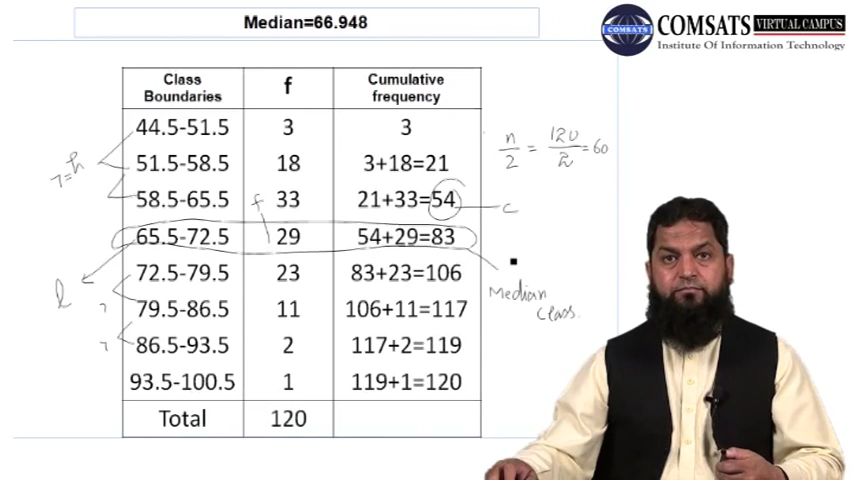 Median=66.948
COMSATS
COMSATS VIRTUAL CAMPUS
Institute Of Information Technology
Class Boundaries f Cumulative frequency
44.5-51.5 3 3
51.5-58.5 18 3+18=21
58.5-65.5 33 21+33=54
65.5-72.5 29 54+29=83
72.5-79.5 23 83+23=106
79.5-86.5 11 106+11=117
86.5-93.5 2 117+2=119
93.5-100.5 1 119+1=120
Total 120
n/2 = 120/2 = 60
7=h
f
c
l
7
7
Median
Class.